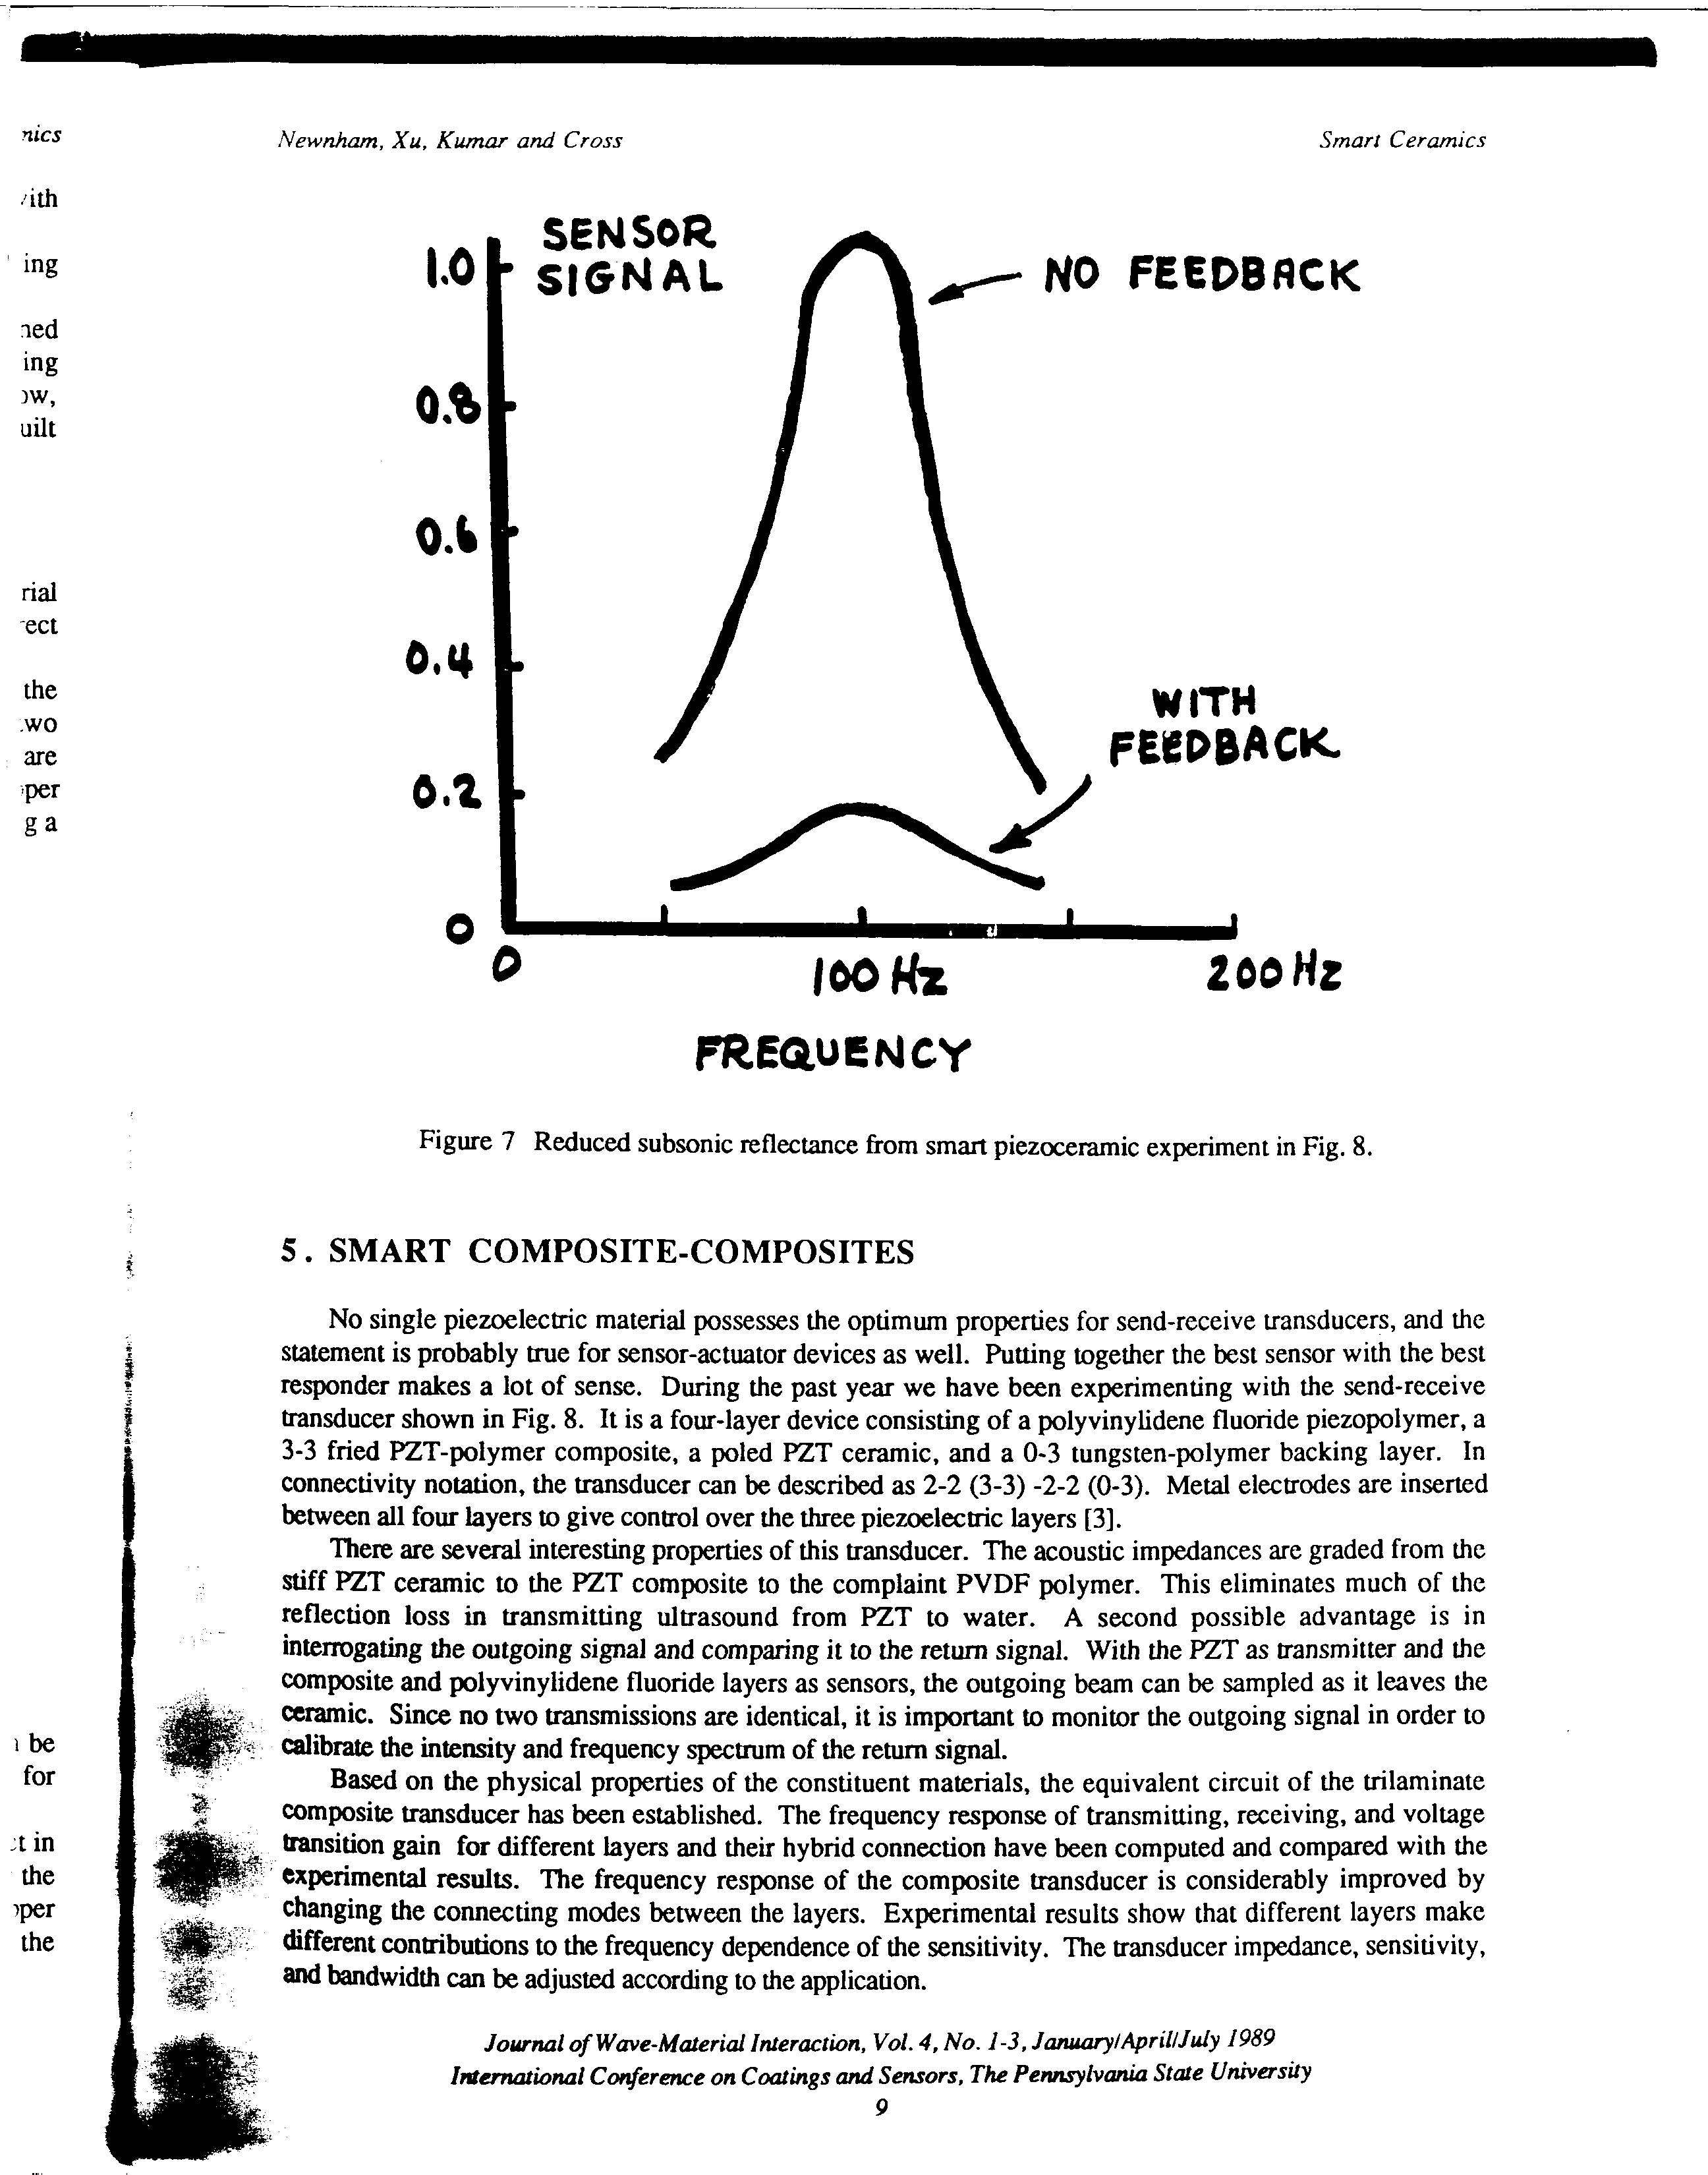 nics
Newnham, Xu, Kumar and Cross
Smart Ceramics
ing
ing
rial
the
are
per
g a
SENSOR
SIGNAL
1.0
NO FEEDBACK
0.8
0.6
0.4
WITH
FEEDBACK
0.2
0
0
100 Hz
200 Hz
FREQUENCY
Figure 7 Reduced subsonic reflectance from smart piezoceramic experiment in Fig. 8.
5. SMART COMPOSITE-COMPOSITES
No single piezoelectric material possesses the optimum properties for send-receive transducers, and the
statement is probably true for sensor-actuator devices as well. Putting together the best sensor with the best
responder makes a lot of sense. During the past year we have been experimenting with the send-receive
transducer shown in Fig. 8. It is a four-layer device consisting of a polyvinylidene fluoride piezopolymer, a
3-3 fried PZT-polymer composite, a poled PZT ceramic, and a 0-3 tungsten-polymer backing layer. In
connectivity notation, the transducer can be described as 2-2 (3-3) -2-2 (0-3). Metal electrodes are inserted
between all four layers to give control over the three piezoelectric layers [3].
There are several interesting properties of this transducer. The acoustic impedances are graded from the
stiff PZT ceramic to the PZT composite to the complaint PVDF polymer. This eliminates much of the
reflection loss in transmitting ultrasound from PZT to water. A second possible advantage is in
interrogating the outgoing signal and comparing it to the return signal. With the PZT as transmitter and the
composite and polyvinylidene fluoride layers as sensors, the outgoing beam can be sampled as it leaves the
ceramic. Since no two transmissions are identical, it is important to monitor the outgoing signal in order to
calibrate the intensity and frequency spectrum of the return signal.
Based on the physical properties of the constituent materials, the equivalent circuit of the trilaminate
composite transducer has been established. The frequency response of transmitting, receiving, and voltage
transition gain for different layers and their hybrid connection have been computed and compared with the
experimental results. The frequency response of the composite transducer is considerably improved by
changing the connecting modes between the layers. Experimental results show that different layers make
different contributions to the frequency dependence of the sensitivity. The transducer impedance, sensitivity,
and bandwidth can be adjusted according to the application.
be
for
t in
the
the
Journal of Wave-Material Interaction, Vol. 4, No. 1-3, January/April/July 1989
International Conference on Coatings and Sensors, The Pennsylvania State University
9